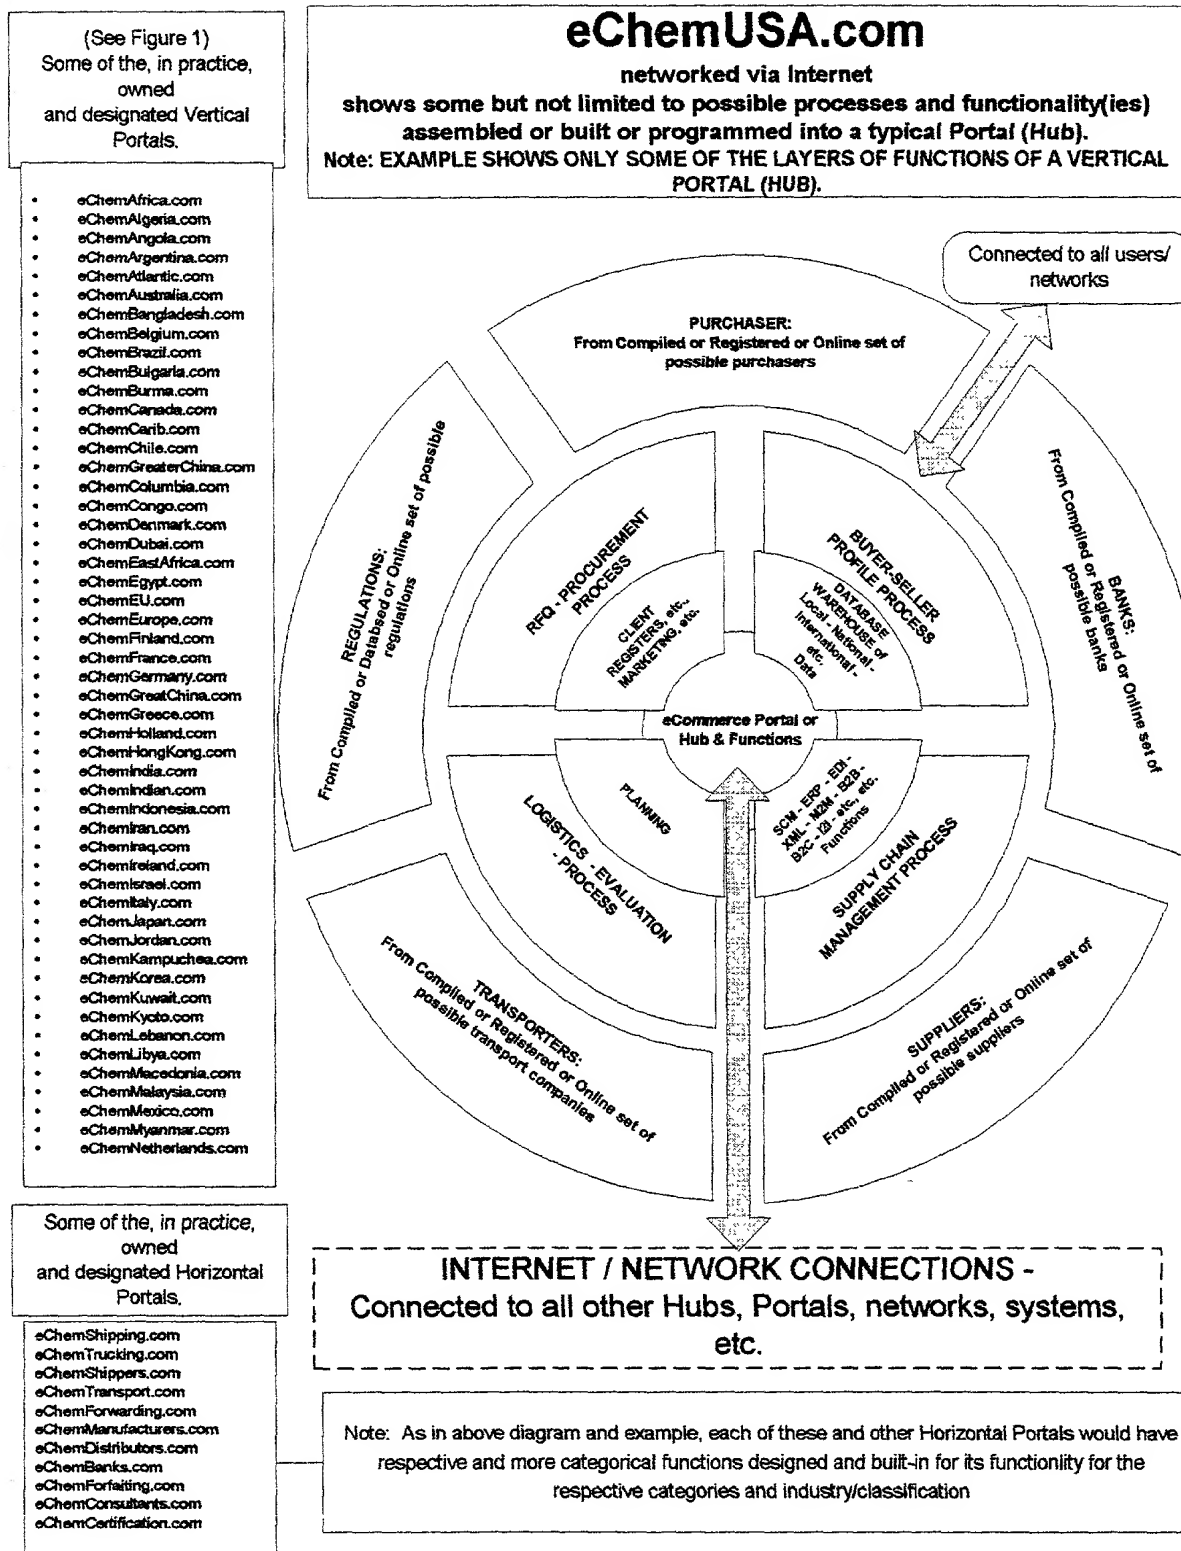 (See Figure 1)
Some of the, in practice,
owned
and designated Vertical
Portals.
• eChemAfrica.com
• eChemAlgeria.com
• eChemAngola.com
• eChemArgentina.com
• eChemAtlantic.com
• eChemAustralia.com
• eChemBangladesh.com
• eChemBelgium.com
• eChemBrazil.com
• eChemBulgaria.com
• eChemBurma.com
• eChemCanada.com
• eChemCarib.com
• eChemChile.com
• eChemGreaterChina.com
• eChemColumbia.com
• eChemCongo.com
• eChemDenmark.com
• eChemDubai.com
• eChemEastAfrica.com
• eChemEgypt.com
• eChemEU.com
• eChemEurope.com
• eChemFinland.com
• eChemFrance.com
• eChemGermany.com
• eChemGreatChina.com
• eChemGreece.com
• eChemHolland.com
• eChemHongKong.com
• eChemIndia.com
• eChemIndian.com
• eChemIndonesia.com
• eChemIran.com
• eChemIraq.com
• eChemIreland.com
• eChemIsrael.com
• eChemItaly.com
• eChemJapan.com
• eChemJordan.com
• eChemKampuchea.com
• eChemKorea.com
• eChemKuwait.com
• eChemKyoto.com
• eChemLebanon.com
• eChemLibya.com
• eChemMacedonia.com
• eChemMalaysia.com
• eChemMexico.com
• eChemMyanmar.com
• eChemNetherlands.com
Some of the, in practice,
owned
and designated Horizontal
Portals.
eChemShipping.com
eChemTrucking.com
eChemShippers.com
eChemTransport.com
eChemForwarding.com
eChemManufacturers.com
eChemDistributors.com
eChemBanks.com
eChemForfaiting.com
eChemConsultants.com
eChemCertification.com
eChemUSA.com
networked via Internet
shows some but not limited to possible processes and functionality(ies)
assembled or built or programmed into a typical Portal (Hub).
Note: EXAMPLE SHOWS ONLY SOME OF THE LAYERS OF FUNCTIONS OF A VERTICAL
PORTAL (HUB).
Connected to all users/
networks
PURCHASER:
From Compiled or Registered or Online set of
possible purchasers
REGULATIONS:
From Compiled or Databsed or Online set of possible
regulations
BANKS:
From Compiled or Registered or Online set of
possible banks
RFQ - PROCUREMENT
PROCESS
CLIENT
REGISTERS, etc.,
MARKETING, etc.
BUYER-SELLER
PROFILE PROCESS
DATABASE
WAREHOUSE of
Local - National -
International -
etc.
Data
eCommerce Portal or
Hub & Functions
PLANNING
LOGISTICS - EVALUATION
- PROCESS
SCM - ERP - EDI-
XML - M2M - B2B-
B2C - I2I - etc., etc.
Functions
SUPPLY CHAIN
MANAGEMENT PROCESS
TRANSPORTERS:
From Compiled or Registered or Online set of
possible transport companies
SUPPLIERS:
From Compiled or Registered or Online set of
possible suppliers
INTERNET / NETWORK CONNECTIONS -
Connected to all other Hubs, Portals, networks, systems,
etc.
Note: As in above diagram and example, each of these and other Horizontal Portals would have
respective and more categorical functions designed and built-in for its functionlity for the
respective categories and industry/classification